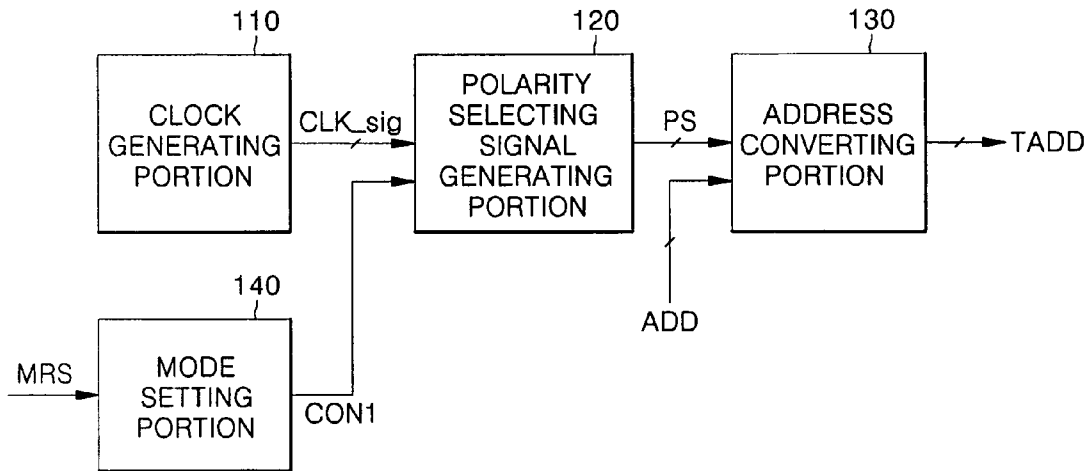 110
120
130
CLOCK
GENERATING
PORTION
CLK_sig
POLARITY
SELECTING
SIGNAL
GENERATING
PORTION
PS
ADDRESS
CONVERTING
PORTION
TADD
ADD
140
MRS
MODE
SETTING
PORTION
CON1